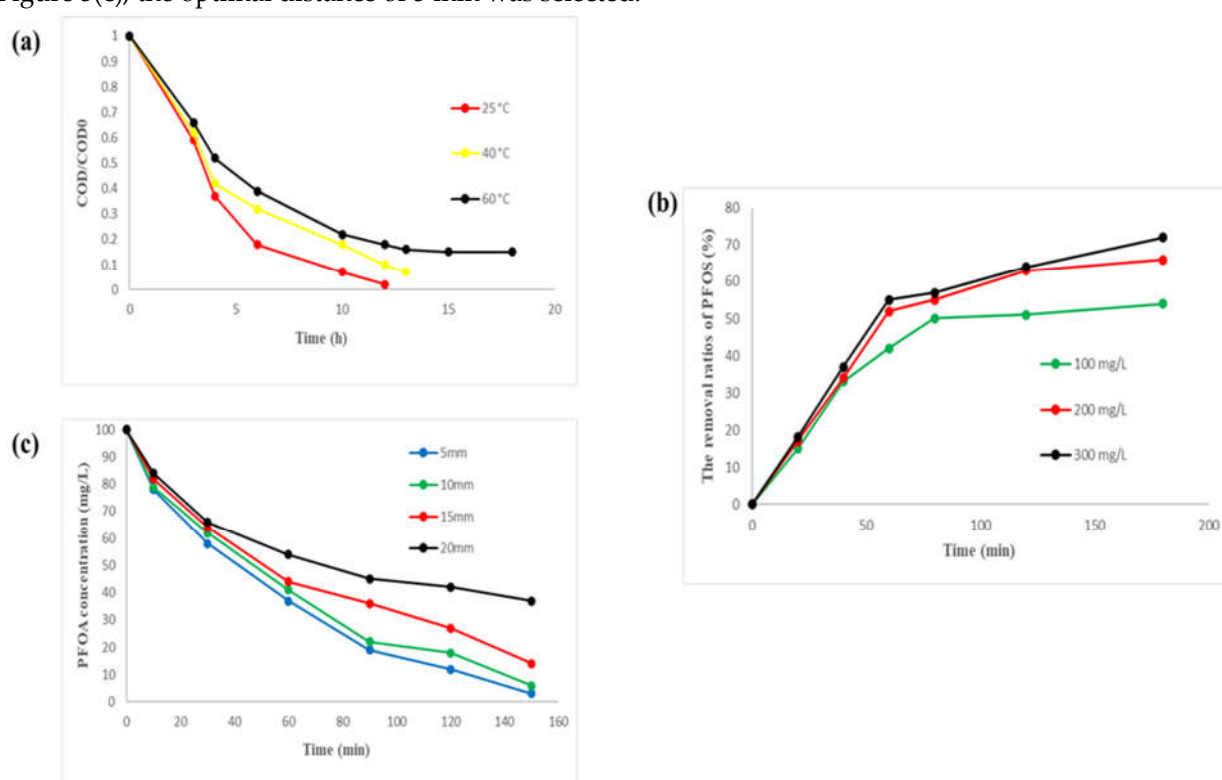 Figure 5(c), the optimal distance of 5 mm was selected.
(a)
1
0.9
0.8
0.7
0.6
0.5
0.4
0.3
0.2
0.1
0
COD/COD0
0 5 10 15 20
Time (h)
25 °C
40 °C
60 °C
(b)
80
70
60
50
40
30
20
10
0
The removal ratios of PFOS (%)
0 50 100 150 200
Time (min)
100 mg/L
200 mg/L
300 mg/L
(c)
100
90
80
70
60
50
40
30
20
10
0
PFOA concentration (mg/L)
0 20 40 60 80 100 120 140 160
Time (min)
5mm
10mm
15mm
20mm